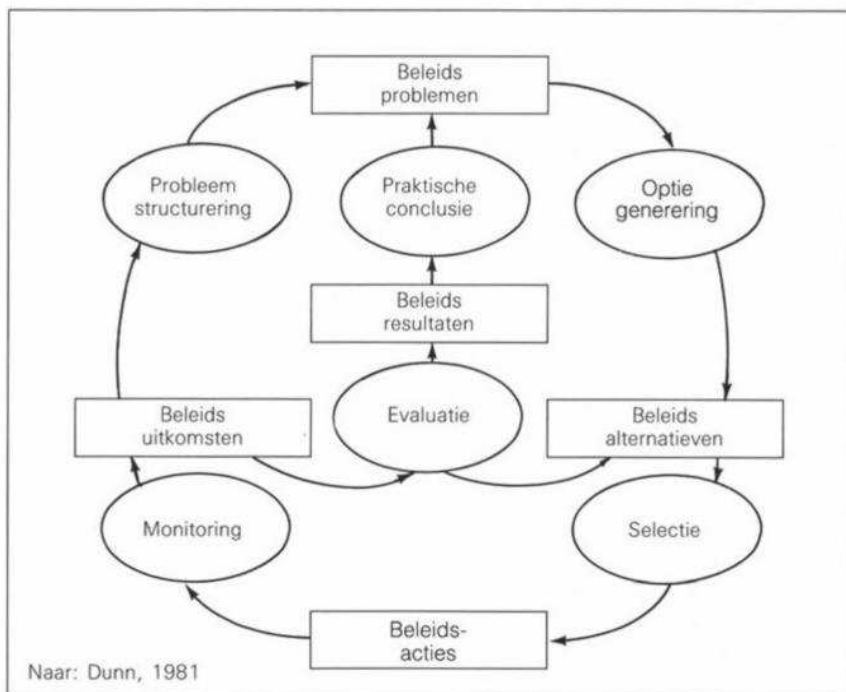 Beleids
problemen
Probleem
structurering
Praktische
conclusie
Optie
generering
Beleids
resultaten
Beleids
uitkomsten
Evaluatie
Beleids
alternatieven
Monitoring
Selectie
Beleids-
acties
Naar: Dunn, 1981